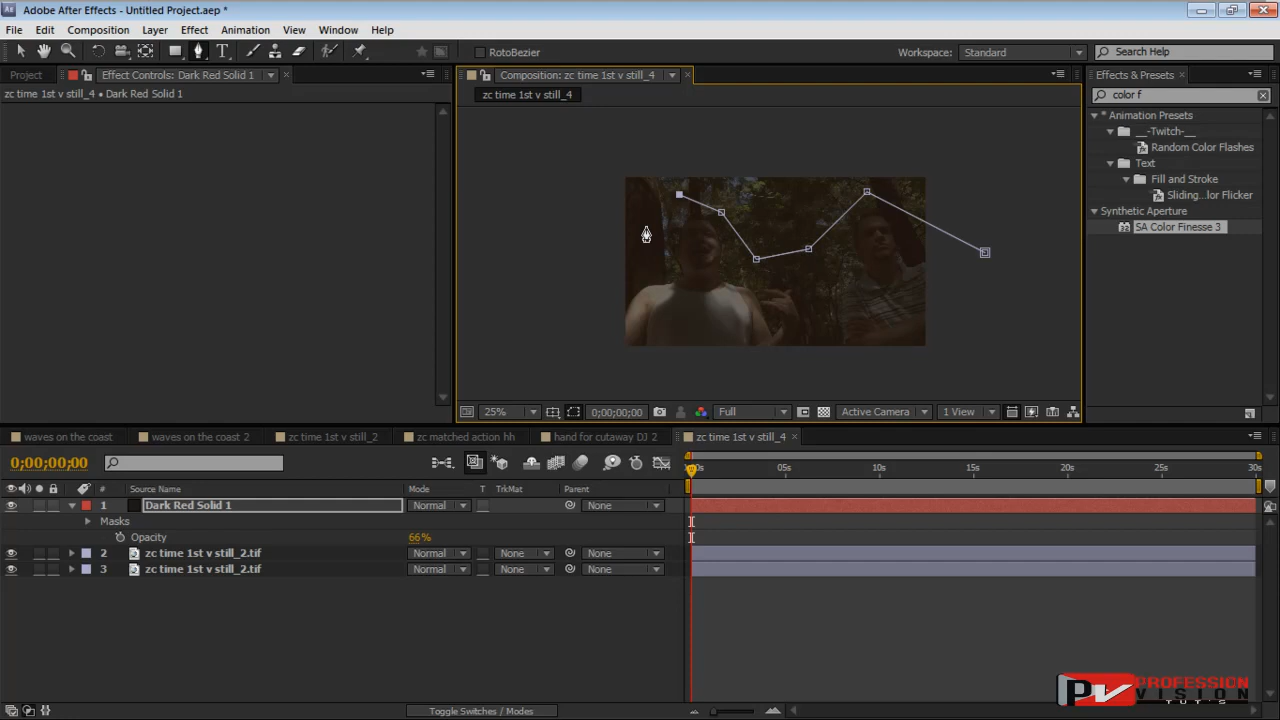 Adobe After Effects - Untitled Project.aep *
File Edit Composition Layer Effect Animation View Window Help
RotoBezier Workspace: Standard Search Help
Project Effect Controls: Dark Red Solid 1 Composition: zc time 1st v still_4 Effects & Presets
zc time 1st v still_4 • Dark Red Solid 1 zc time 1st v still_4 color f
* Animation Presets
__-Twitch-__
Random Color Flashes
Text
Fill and Stroke
Sliding...lor Flicker
Synthetic Aperture
SA Color Finesse 3
25% 0;00;00;00 Full Active Camera 1 View
waves on the coast waves on the coast 2 zc time 1st v still_2 zc matched action hh hand for cutaway DJ 2 zc time 1st v still_4
0;00;00;00 05s 10s 15s 20s 25s 30s
# Source Name Mode T TrkMat Parent
1 Dark Red Solid 1 Normal None
Masks
Opacity 66%
2 zc time 1st v still_2.tif Normal None None
3 zc time 1st v still_2.tif Normal None None
Toggle Switches / Modes
PV PROFESSION
VISION
TUT'S